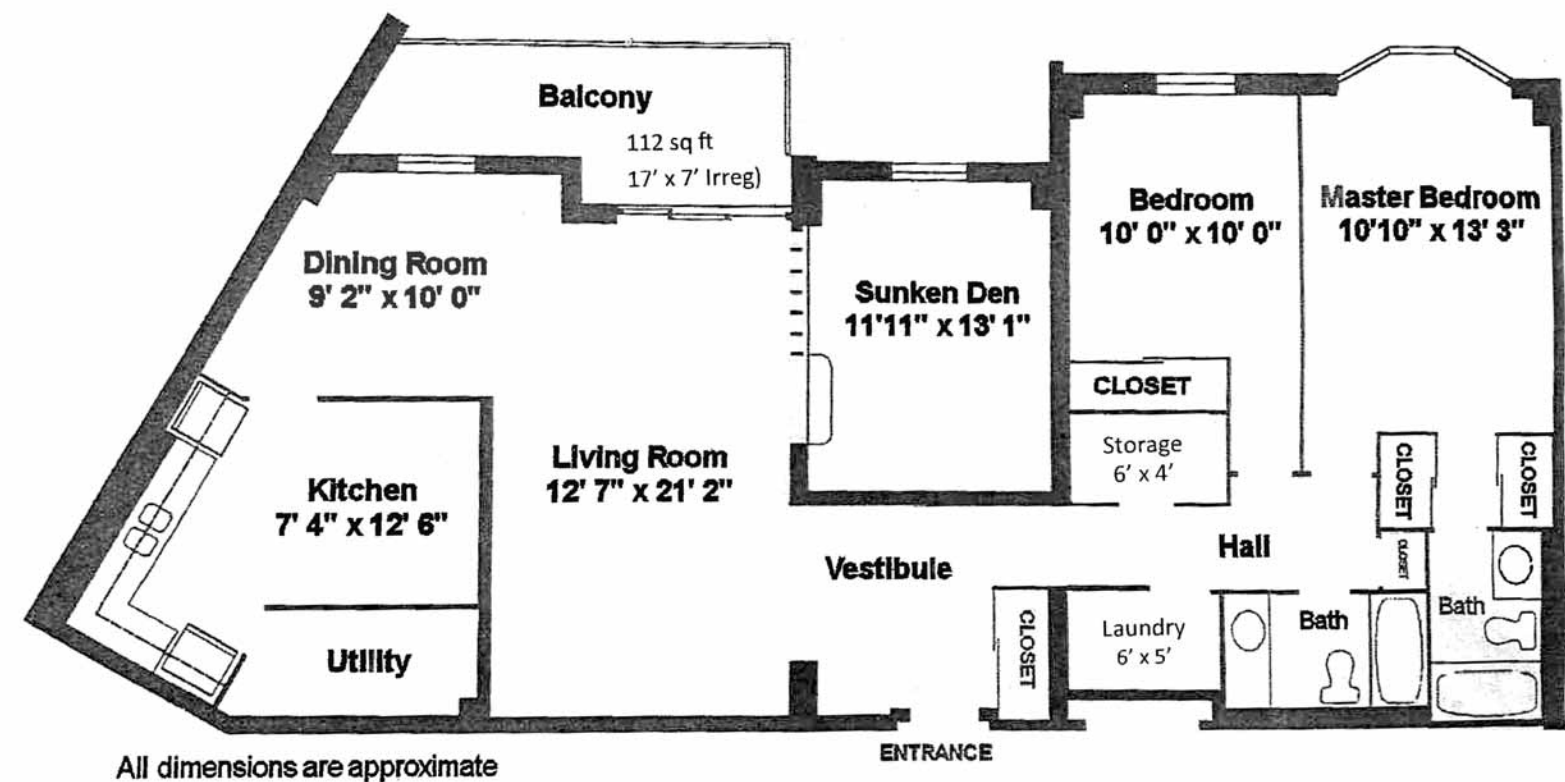 Balcony
112 sq ft
17' x 7' Irreg)
Dining Room
9' 2" x 10' 0"
Sunken Den
11'11" x 13' 1"
Bedroom
10' 0" x 10' 0"
Master Bedroom
10'10" x 13' 3"
CLOSET
Storage
6' x 4'
CLOSET
CLOSET
Kitchen
7' 4" x 12' 6"
Living Room
12' 7" x 21' 2"
Vestibule
Hall
CLOSET
Utility
CLOSET
Laundry
6' x 5'
Bath
Bath
ENTRANCE
All dimensions are approximate